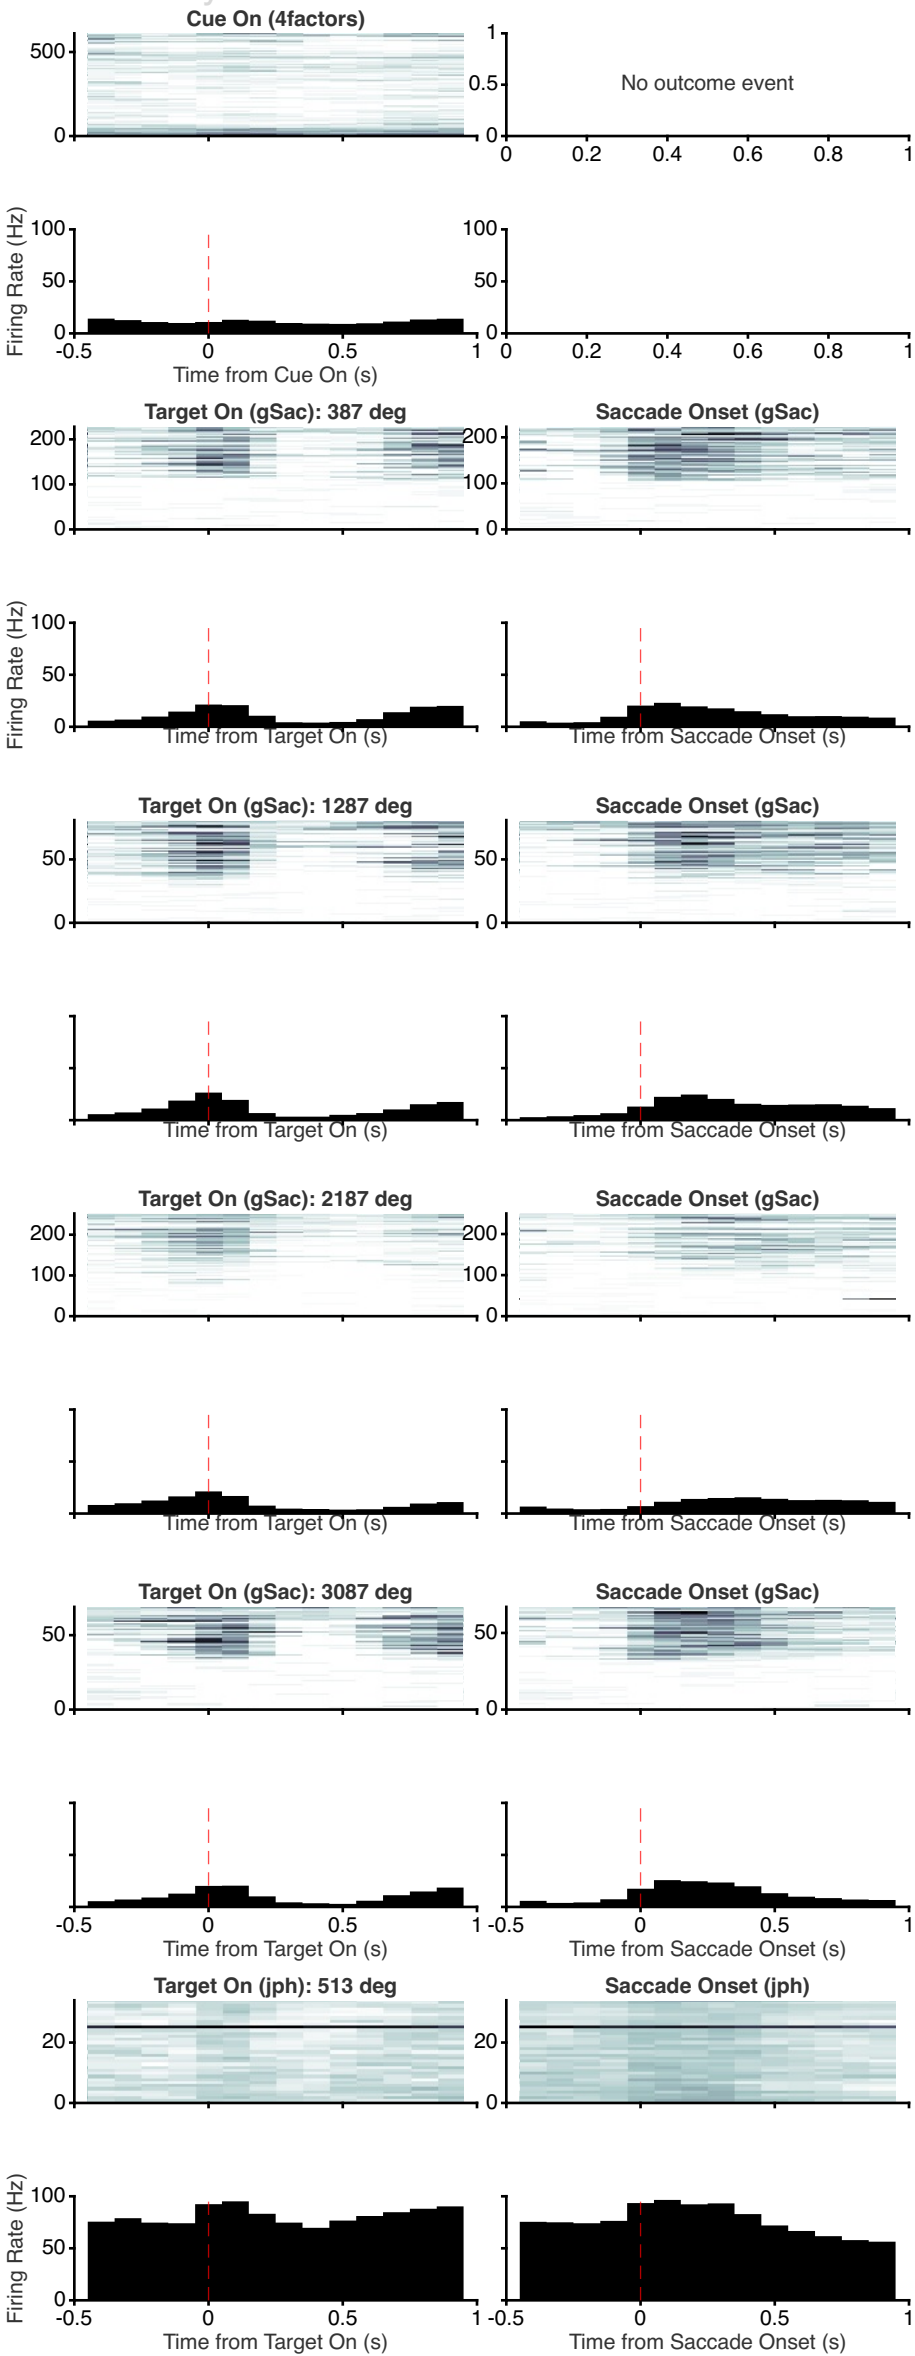 Cue On (4factors)
500
0
0
1
0.5
0
No outcome event
0 0.2 0.4 0.6 0.8 1
Firing Rate (Hz)
100
50
0
-0.5 0 0.5 1
Time from Cue On (s)
100
50
0
0 0.2 0.4 0.6 0.8 1
Target On (gSac): 387 deg
200
100
0
Saccade Onset (gSac)
200
100
0
Firing Rate (Hz)
100
50
0
Time from Target On (s)
Time from Saccade Onset (s)
Target On (gSac): 1287 deg
50
0
Saccade Onset (gSac)
50
0
Time from Target On (s)
Time from Saccade Onset (s)
Target On (gSac): 2187 deg
200
100
0
Saccade Onset (gSac)
200
100
0
Time from Target On (s)
Time from Saccade Onset (s)
Target On (gSac): 3087 deg
50
0
Saccade Onset (gSac)
50
0
-0.5 0 0.5 1
Time from Target On (s)
-0.5 0 0.5 1
Time from Saccade Onset (s)
Target On (jph): 513 deg
20
0
Saccade Onset (jph)
20
0
Firing Rate (Hz)
100
50
0
-0.5 0 0.5 1
Time from Target On (s)
-0.5 0 0.5 1
Time from Saccade Onset (s)